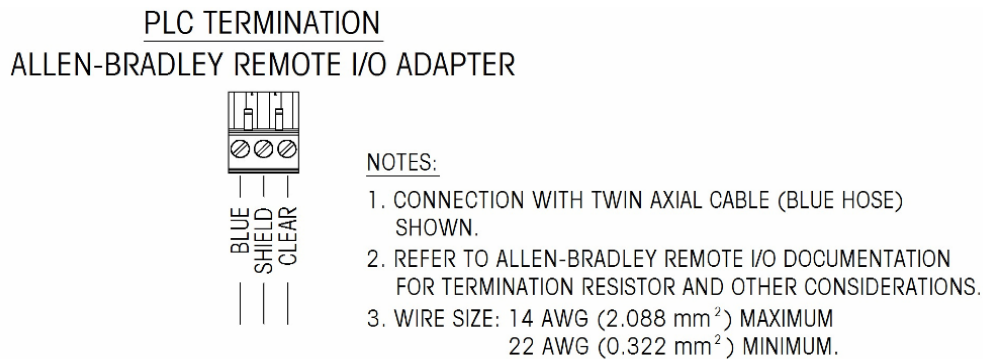 PLC TERMINATION
ALLEN-BRADLEY REMOTE I/O ADAPTER
BLUE
SHIELD
CLEAR
NOTES:
1. CONNECTION WITH TWIN AXIAL CABLE (BLUE HOSE)
SHOWN.
2. REFER TO ALLEN-BRADLEY REMOTE I/O DOCUMENTATION
FOR TERMINATION RESISTOR AND OTHER CONSIDERATIONS.
3. WIRE SIZE: 14 AWG (2.088 mm²) MAXIMUM
22 AWG (0.322 mm²) MINIMUM.